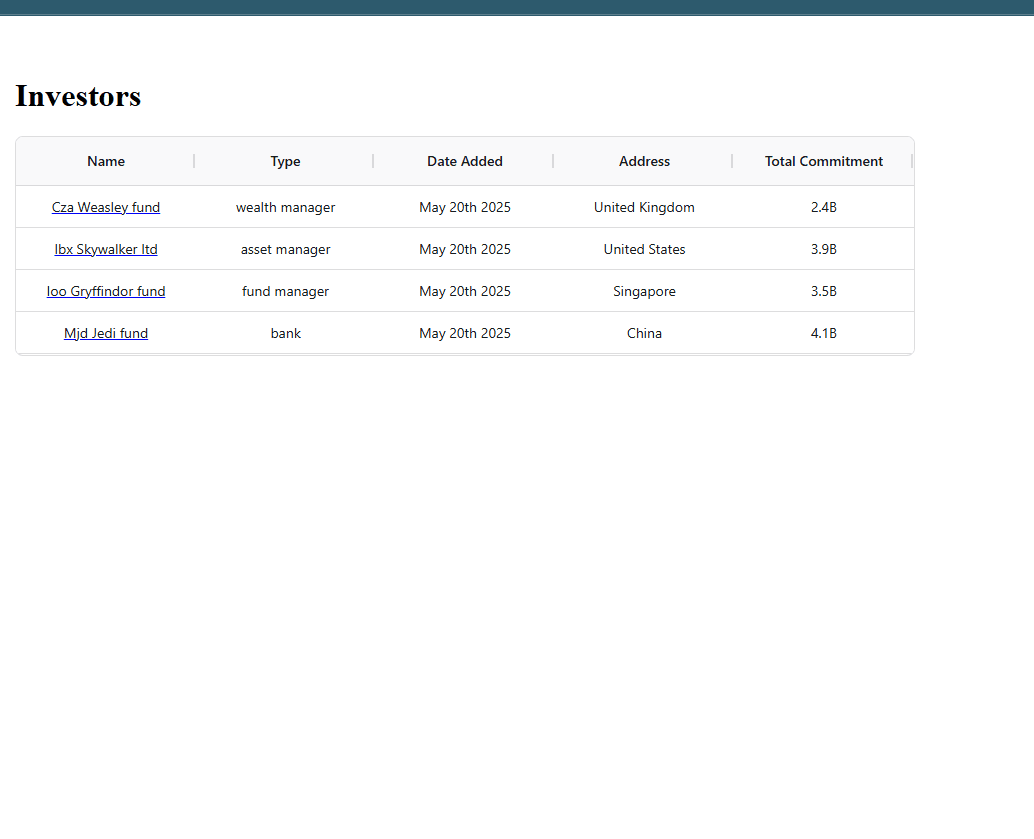 Investors
Name Type Date Added Address Total Commitment
Cza Weasley fund wealth manager May 20th 2025 United Kingdom 2.4B
Ibx Skywalker ltd asset manager May 20th 2025 United States 3.9B
Ioo Gryffindor fund fund manager May 20th 2025 Singapore 3.5B
Mjd Jedi fund bank May 20th 2025 China 4.1B